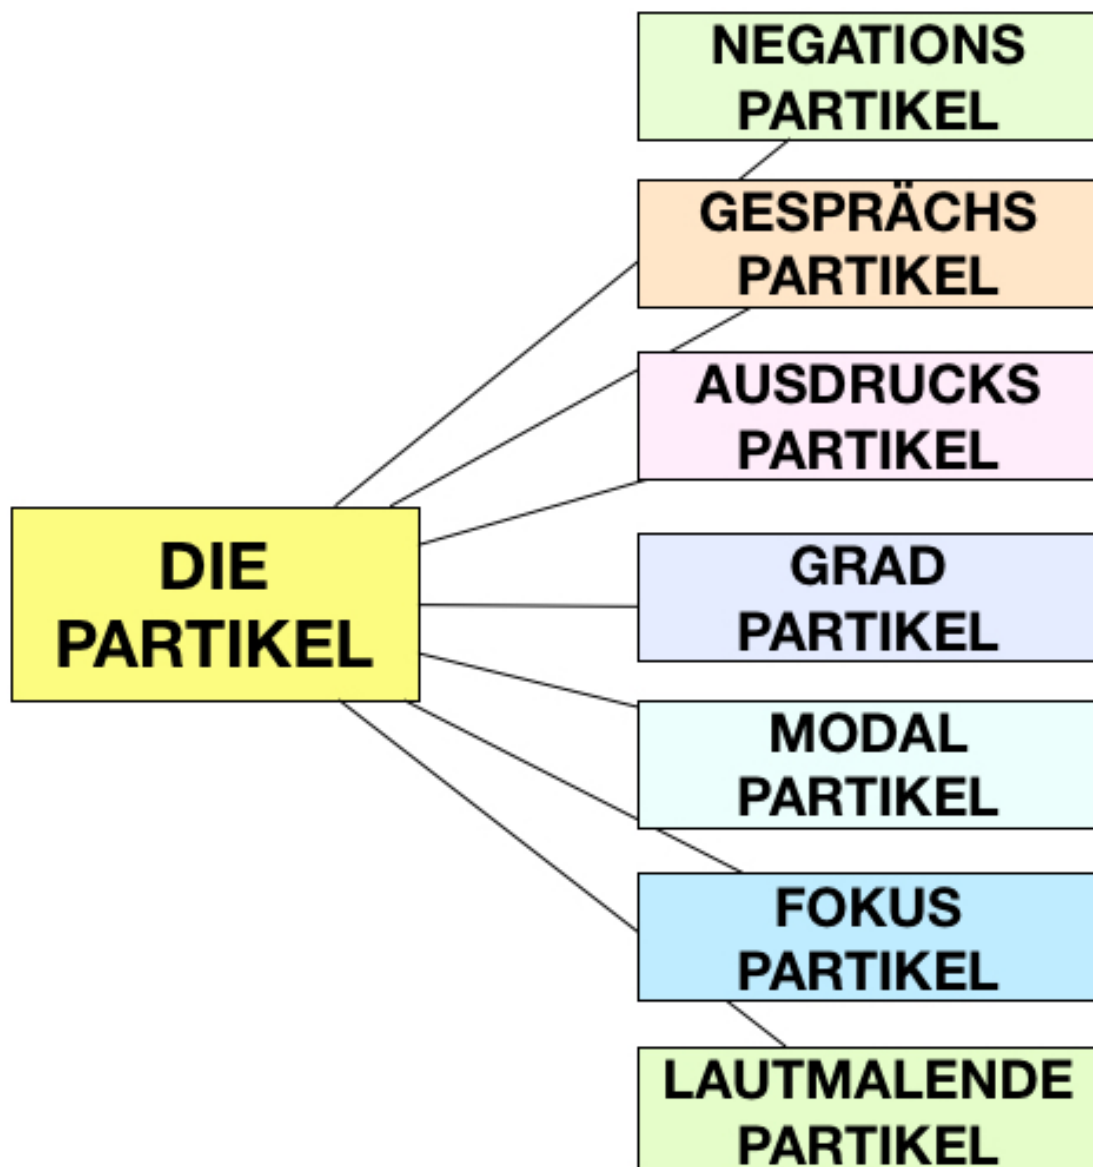 NEGATIONS
PARTIKEL
GESPRÄCHS
PARTIKEL
AUSDRUCKS
PARTIKEL
DIE
PARTIKEL
GRAD
PARTIKEL
MODAL
PARTIKEL
FOKUS
PARTIKEL
LAUTMALENDE
PARTIKEL